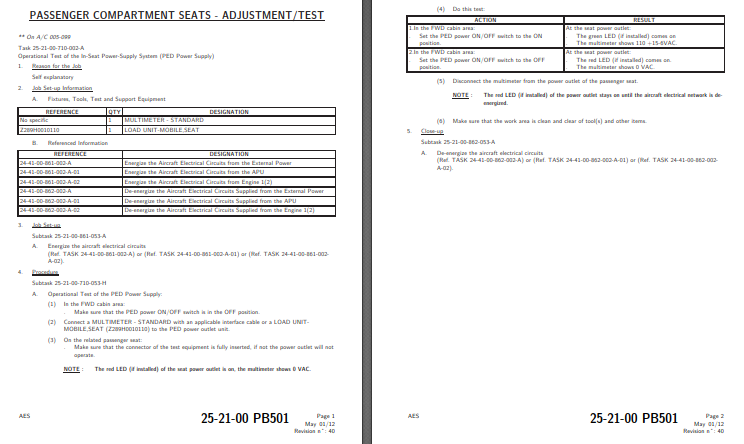 PASSENGER COMPARTMENT SEATS - ADJUSTMENT/TEST
** On A/C 005-099
Task 25-21-00-710-002-A
Operational Test of the In-Seat Power-Supply System (PED Power Supply)
1. Reason for the Job
Self explanatory
2. Job Set-up Information
A. Fixtures, Tools, Test and Support Equipment
REFERENCE QTY DESIGNATION
No specific 1 MULTIMETER - STANDARD
Z289H0010110 1 LOAD UNIT-MOBILE,SEAT
B. Referenced Information
REFERENCE DESIGNATION
24-41-00-861-002-A Energize the Aircraft Electrical Circuits from the External Power
24-41-00-861-002-A-01 Energize the Aircraft Electrical Circuits from the APU
24-41-00-861-002-A-02 Energize the Aircraft Electrical Circuits from Engine 1(2)
24-41-00-862-002-A De-energize the Aircraft Electrical Circuits Supplied from the External Power
24-41-00-862-002-A-01 De-energize the Aircraft Electrical Circuits Supplied from the APU
24-41-00-862-002-A-02 De-energize the Aircraft Electrical Circuits Supplied from the Engine 1(2)
3. Job Set-up
Subtask 25-21-00-861-053-A
A. Energize the aircraft electrical circuits
(Ref. TASK 24-41-00-861-002-A) or (Ref. TASK 24-41-00-861-002-A-01) or (Ref. TASK 24-41-00-861-002-
A-02).
4. Procedure
Subtask 25-21-00-710-053-H
A. Operational Test of the PED Power Supply:
(1) In the FWD cabin area:
. Make sure that the PED power ON/OFF switch is in the OFF position.
(2) Connect a MULTIMETER - STANDARD with an applicable interface cable or a LOAD UNIT-
MOBILE,SEAT (Z289H0010110) to the PED power outlet unit.
(3) On the related passenger seat:
. Make sure that the connector of the test equipment is fully inserted, if not the power outlet will not
operate.
NOTE : The red LED (if installed) of the seat power outlet is on, the multimeter shows 0 VAC.
AES
25-21-00 PB501
Page 1
May 01/12
Revision n°: 40
(4) Do this test:
ACTION RESULT
1.In the FWD cabin area: At the seat power outlet:
. Set the PED power ON/OFF switch to the ON . The green LED (if installed) comes on
position. . The multimeter shows 110 +15-6VAC.
2.In the FWD cabin area: At the seat power outlet:
. Set the PED power ON/OFF switch to the OFF . The red LED (if installed) comes on.
position. . The multimeter shows 0 VAC.
(5) Disconnect the multimeter from the power outlet of the passenger seat.
NOTE : The red LED (if installed) of the power outlet stays on until the aircraft electrical network is de-
energized.
(6) Make sure that the work area is clean and clear of tool(s) and other items.
5. Close-up
Subtask 25-21-00-862-053-A
A. De-energize the aircraft electrical circuits
(Ref. TASK 24-41-00-862-002-A) or (Ref. TASK 24-41-00-862-002-A-01) or (Ref. TASK 24-41-00-862-002-
A-02).
AES
25-21-00 PB501
Page 2
May 01/12
Revision n°: 40